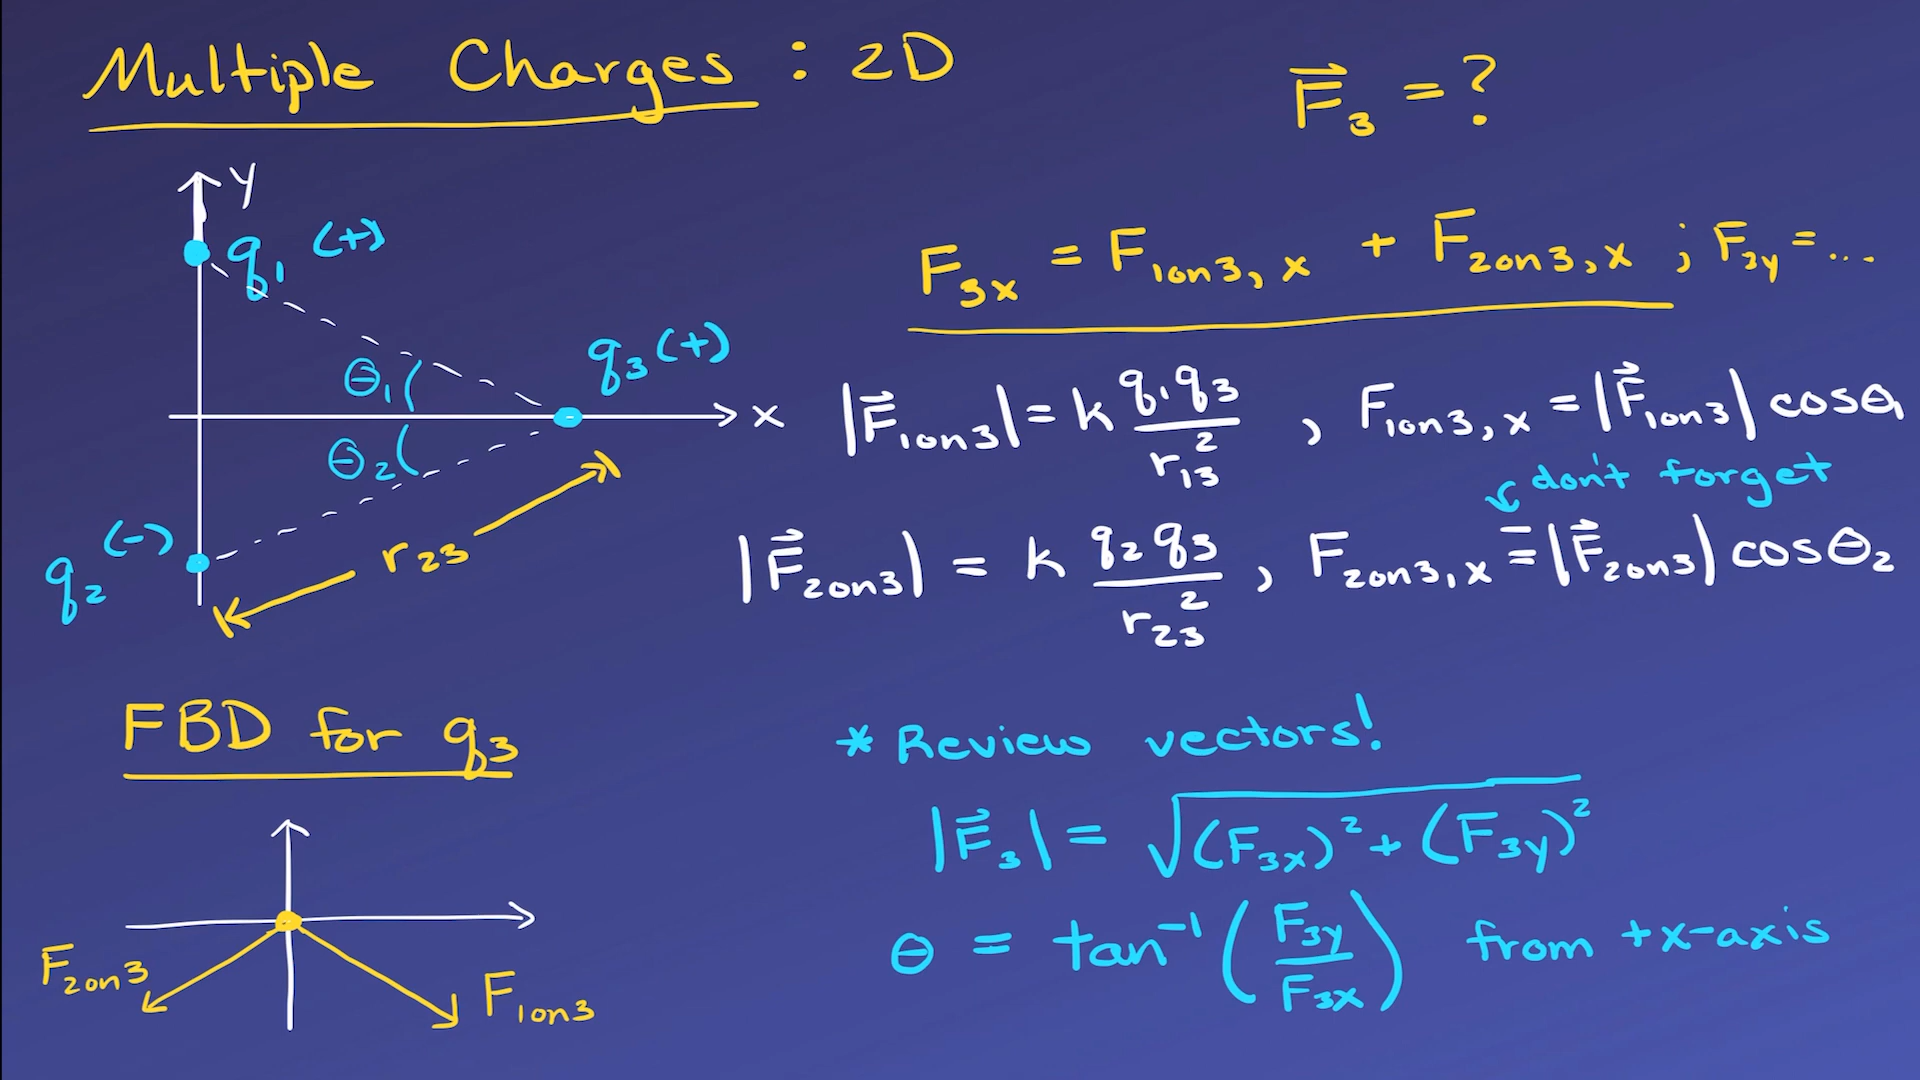 Multiple Charges : 2D
F⃗₃ = ?
y
q₁ (+)
F₃ₓ = F₁ₒₙ₃,ₓ + F₂ₒₙ₃,ₓ ; F₃y = ...
q₃ (+)
θ₁
x
θ₂
|F⃗₁ₒₙ₃| = k q₁q₃ / r₁₃² , F₁ₒₙ₃,ₓ = |F⃗₁ₒₙ₃| cosθ₁
don't forget
q₂ (-)
r₂₃
|F⃗₂ₒₙ₃| = k q₂q₃ / r₂₃² , F₂ₒₙ₃,ₓ = -|F⃗₂ₒₙ₃| cosθ₂
FBD for q₃
* Review vectors!
|F⃗₃| = √((F₃ₓ)² + (F₃y)²)
θ = tan⁻¹ (F₃y / F₃ₓ) from +x-axis
F₂ₒₙ₃
F₁ₒₙ₃